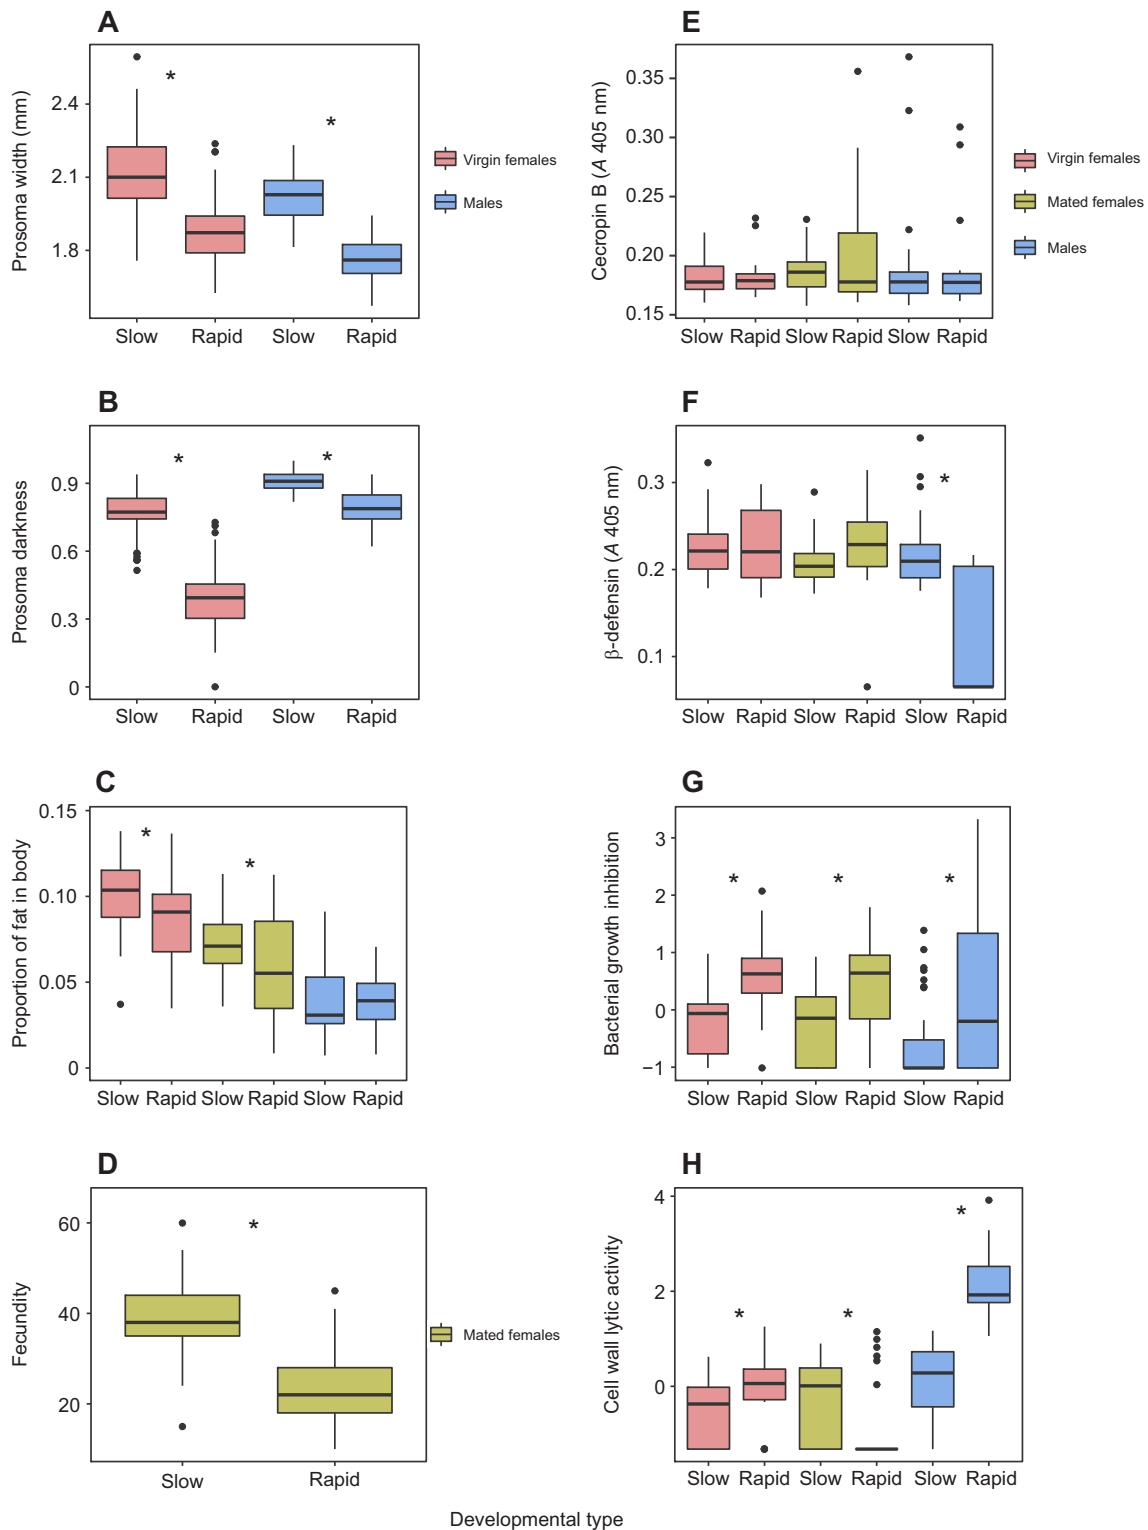 A
Prosoma width (mm)
2.4
2.1
1.8
*
*
Slow Rapid Slow Rapid
Virgin females
Males
E
Cecropin B (A 405 nm)
0.35
0.30
0.25
0.20
0.15
Slow Rapid Slow Rapid Slow Rapid
Virgin females
Mated females
Males
B
Prosoma darkness
0.9
0.6
0.3
0
*
*
Slow Rapid Slow Rapid
F
β-defensin (A 405 nm)
0.3
0.2
0.1
*
Slow Rapid Slow Rapid Slow Rapid
C
Proportion of fat in body
0.15
0.10
0.05
0
*
*
Slow Rapid Slow Rapid Slow Rapid
G
Bacterial growth inhibition
3
2
1
0
−1
*
*
*
Slow Rapid Slow Rapid Slow Rapid
D
Fecundity
60
40
20
*
Slow Rapid
Mated females
H
Cell wall lytic activity
4
2
0
*
*
*
Slow Rapid Slow Rapid Slow Rapid
Developmental type